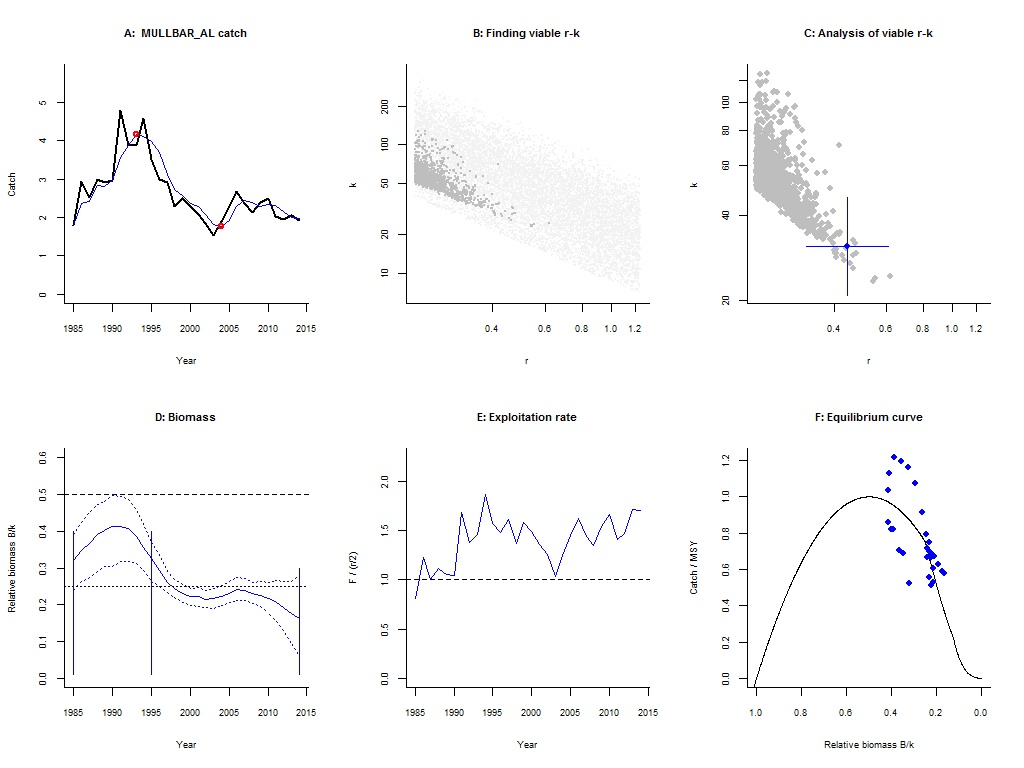 A: MULLBAR_AL catch
Catch
0 1 2 3 4 5
1985 1990 1995 2000 2005 2010 2015
Year
B: Finding viable r-k
k
10 20 50 100 200
0.4 0.6 0.8 1.0 1.2
r
C: Analysis of viable r-k
k
20 40 60 80 100
0.4 0.6 0.8 1.0 1.2
r
D: Biomass
Relative biomass B/k
0.0 0.1 0.2 0.3 0.4 0.5 0.6
1985 1990 1995 2000 2005 2010 2015
Year
E: Exploitation rate
F / (r/2)
0.0 0.5 1.0 1.5 2.0
1985 1990 1995 2000 2005 2010 2015
Year
F: Equilibrium curve
Catch / MSY
0.0 0.2 0.4 0.6 0.8 1.0 1.2
1.0 0.8 0.6 0.4 0.2 0.0
Relative biomass B/k